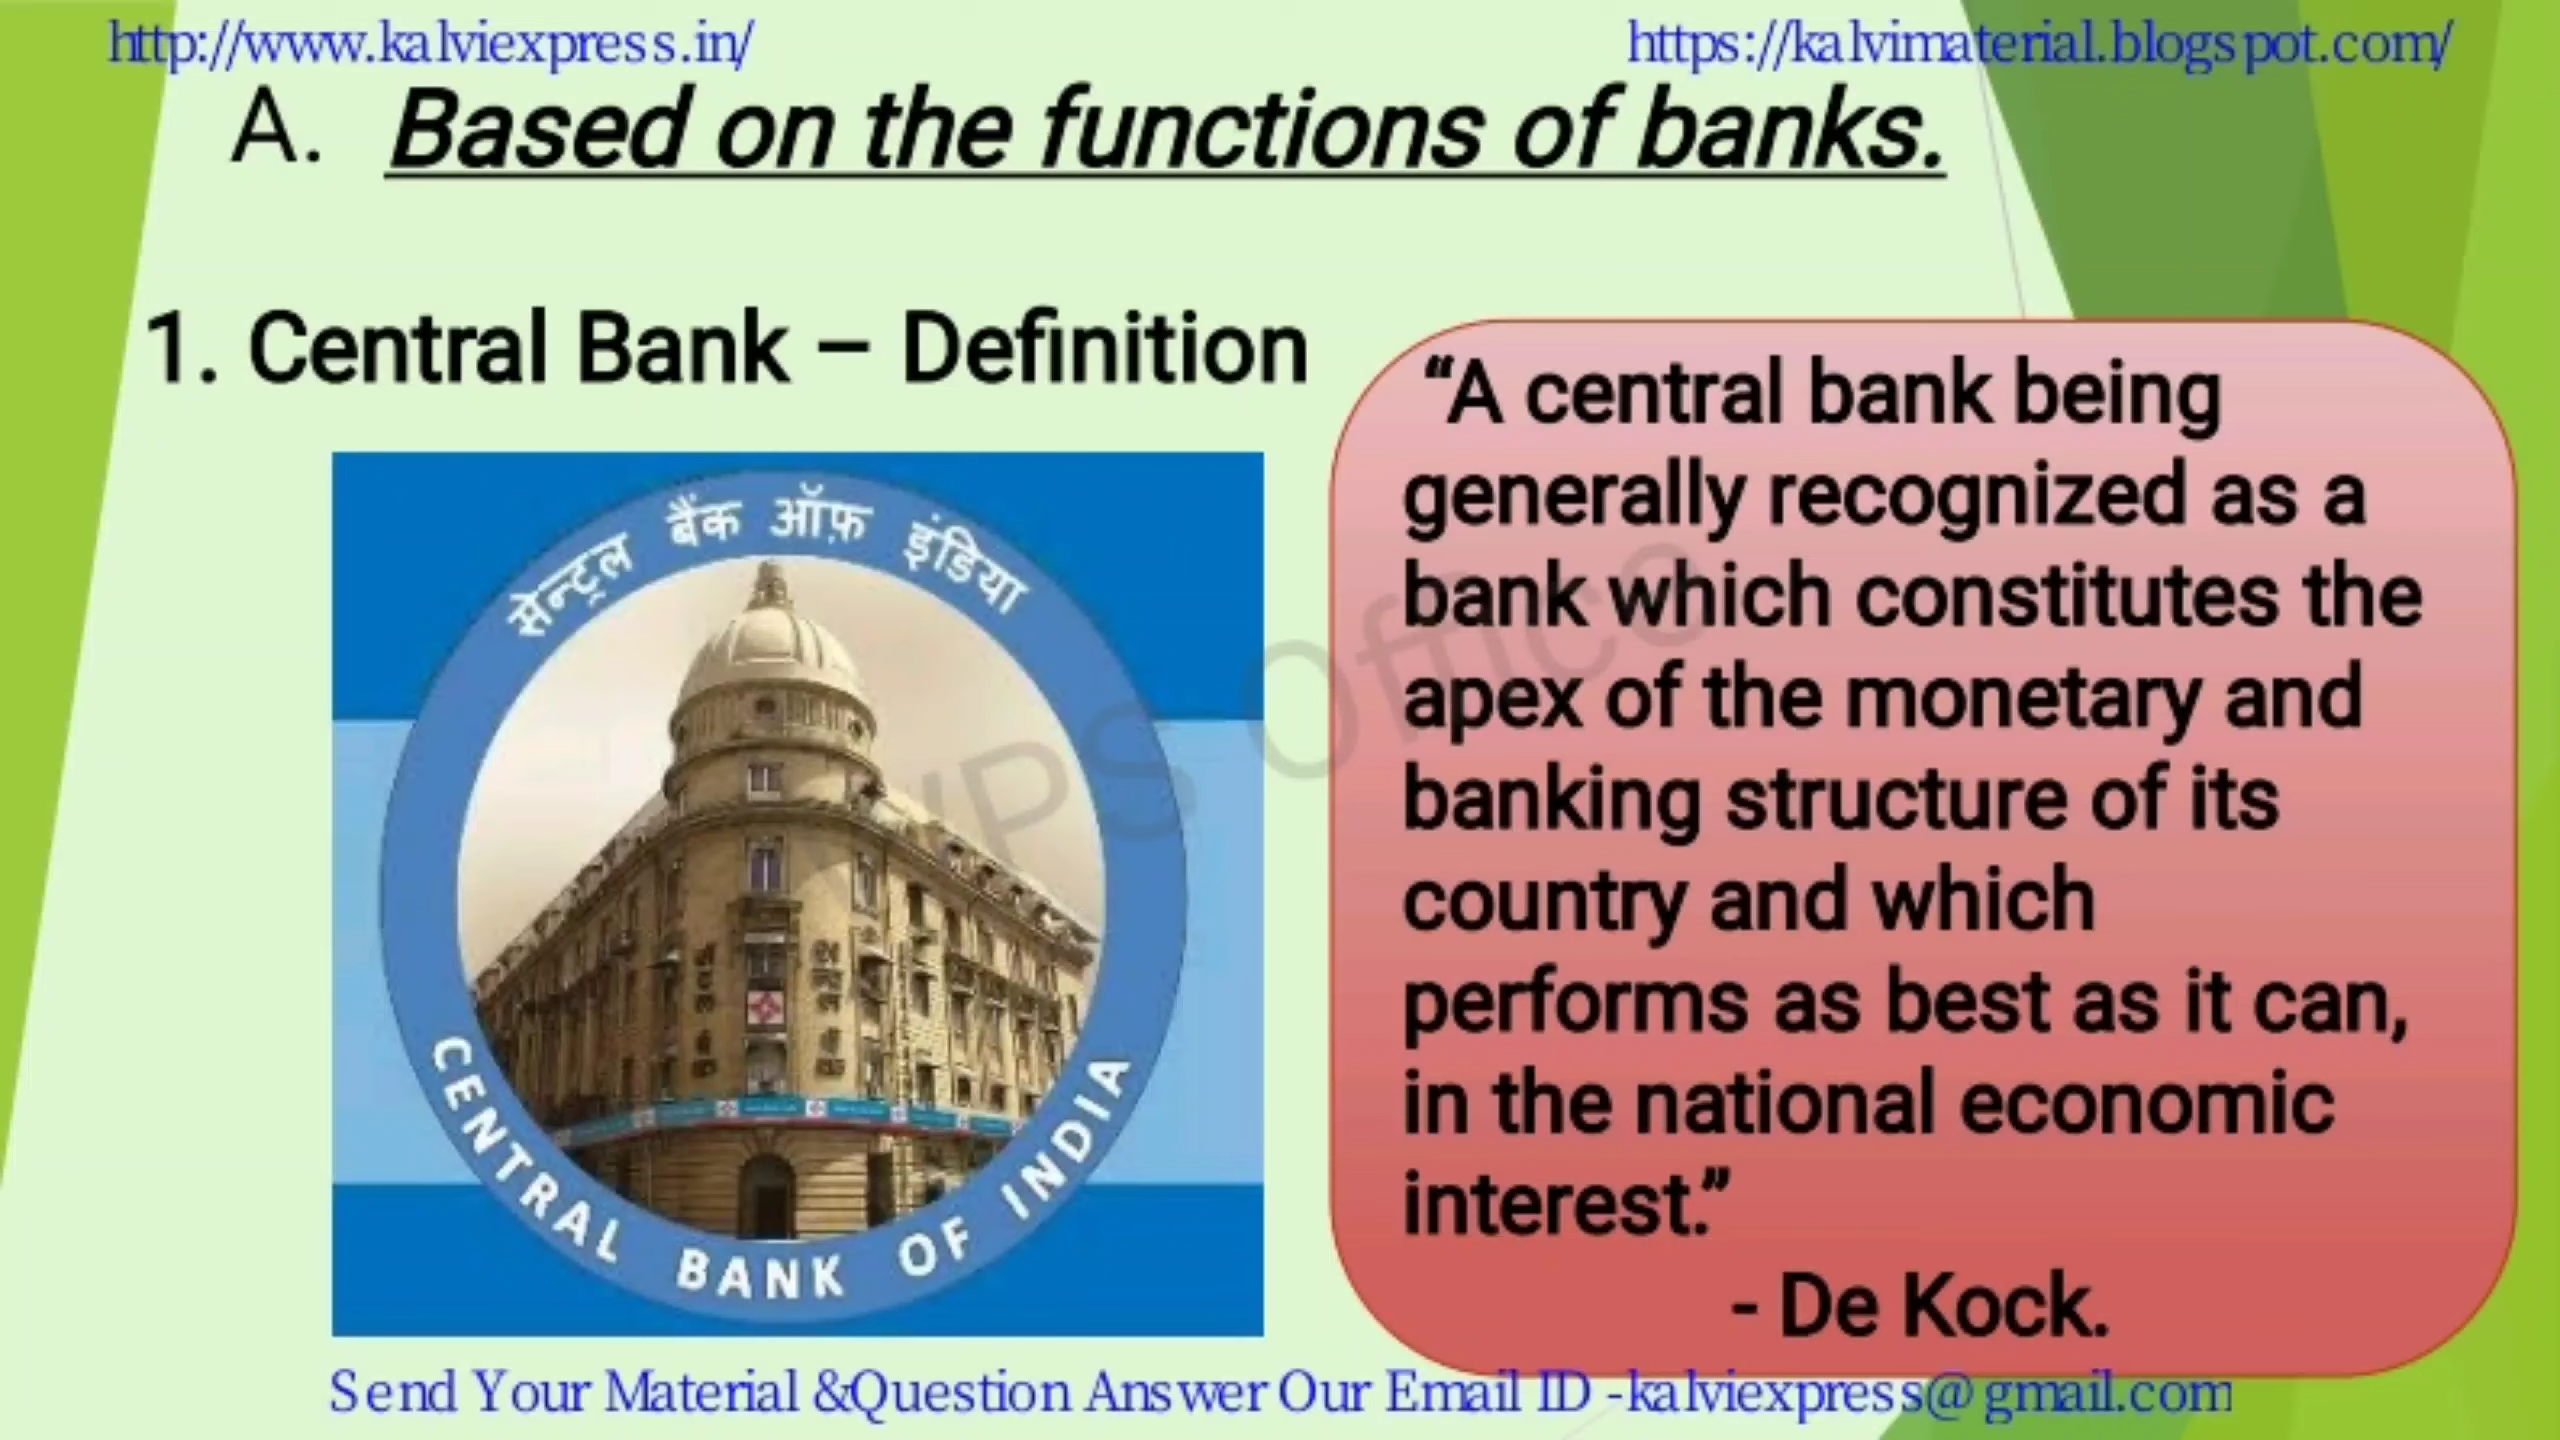 http://www.kalviexpress.in/
https://kalvimaterial.blogspot.com/
A. Based on the functions of banks.
1. Central Bank – Definition
सेन्ट्रल बैंक ऑफ़ इंडिया
CENTRAL BANK OF INDIA
“A central bank being
generally recognized as a
bank which constitutes the
apex of the monetary and
banking structure of its
country and which
performs as best as it can,
in the national economic
interest.”
- De Kock.
WPS Office
Send Your Material &Question Answer Our Email ID -kalviexpress@gmail.com